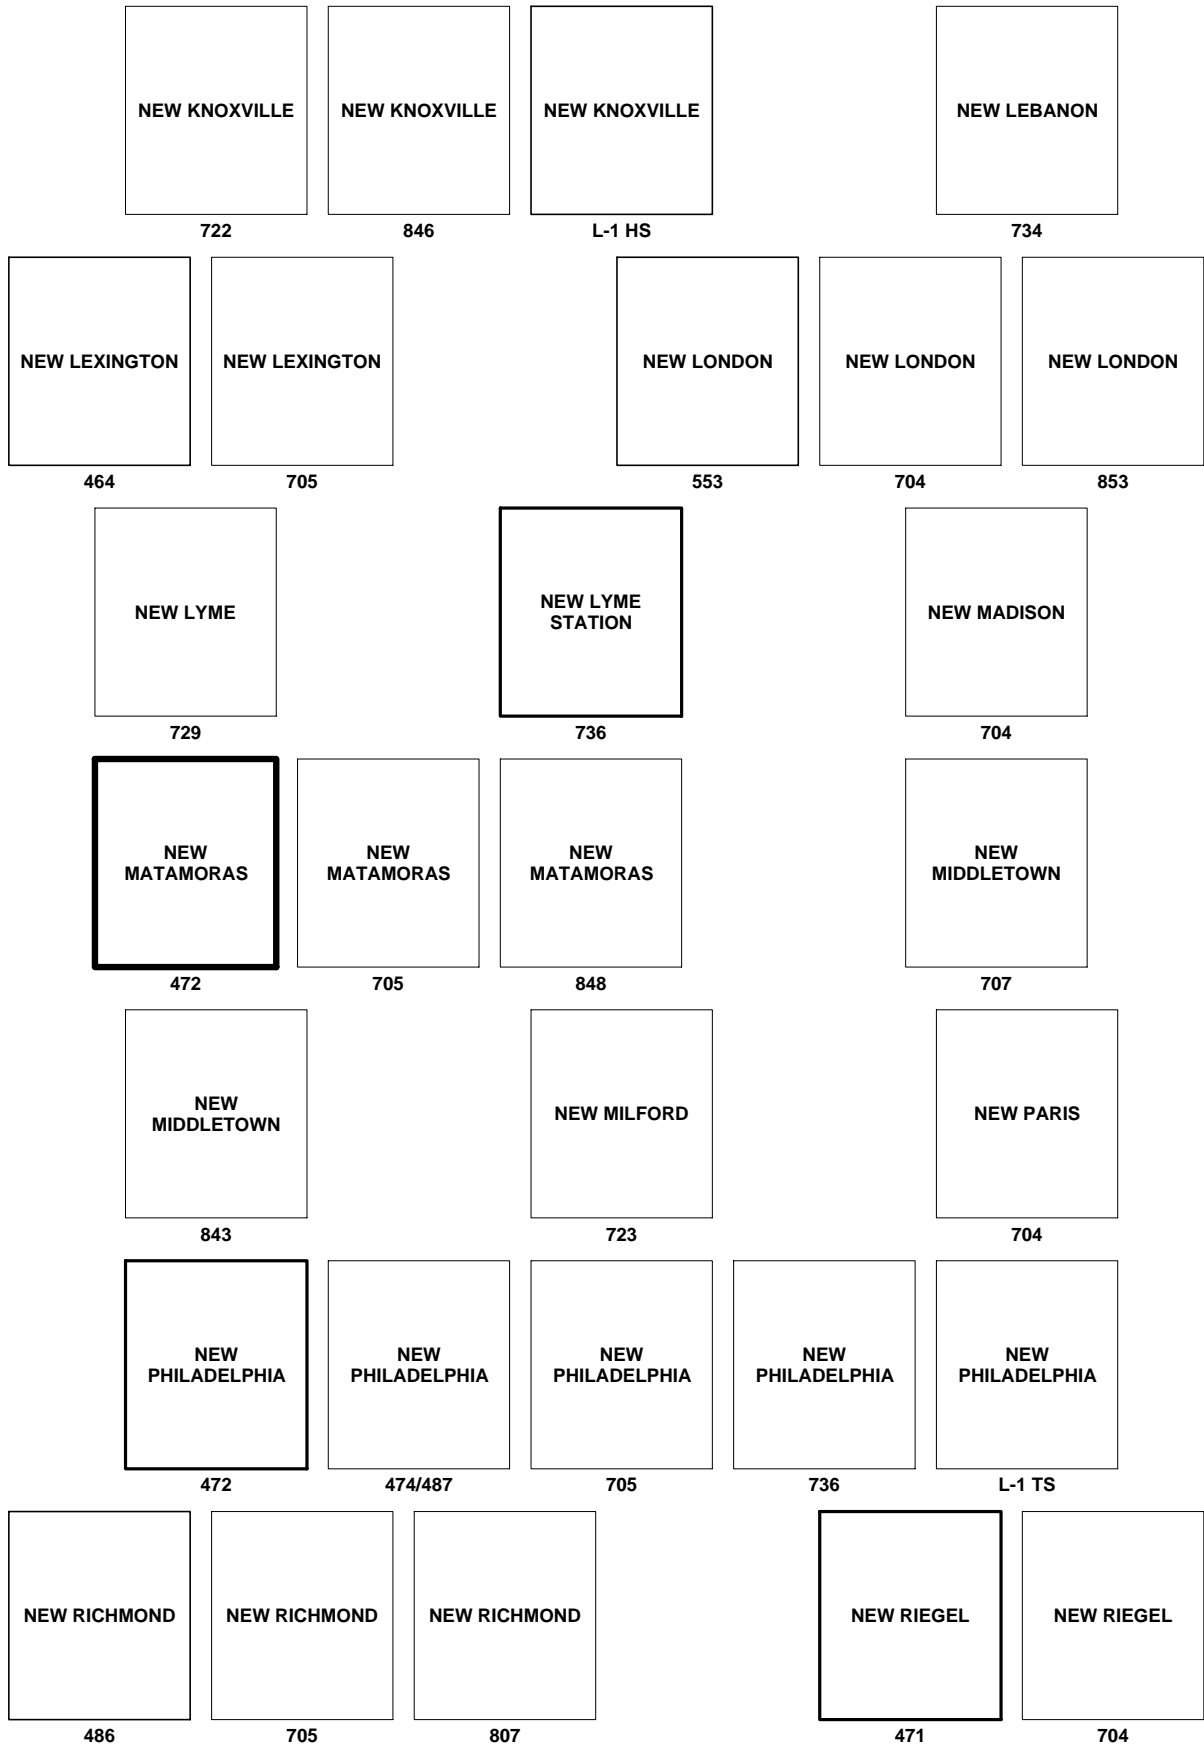 NEW KNOXVILLE
722
NEW KNOXVILLE
846
NEW KNOXVILLE
L-1 HS
NEW LEBANON
734
NEW LEXINGTON
464
NEW LEXINGTON
705
NEW LONDON
553
NEW LONDON
704
NEW LONDON
853
NEW LYME
729
NEW LYME
STATION
736
NEW MADISON
704
NEW
MATAMORAS
472
NEW
MATAMORAS
705
NEW
MATAMORAS
848
NEW
MIDDLETOWN
707
NEW
MIDDLETOWN
843
NEW MILFORD
723
NEW PARIS
704
NEW
PHILADELPHIA
472
NEW
PHILADELPHIA
474/487
NEW
PHILADELPHIA
705
NEW
PHILADELPHIA
736
NEW
PHILADELPHIA
L-1 TS
NEW RICHMOND
486
NEW RICHMOND
705
NEW RICHMOND
807
NEW RIEGEL
471
NEW RIEGEL
704